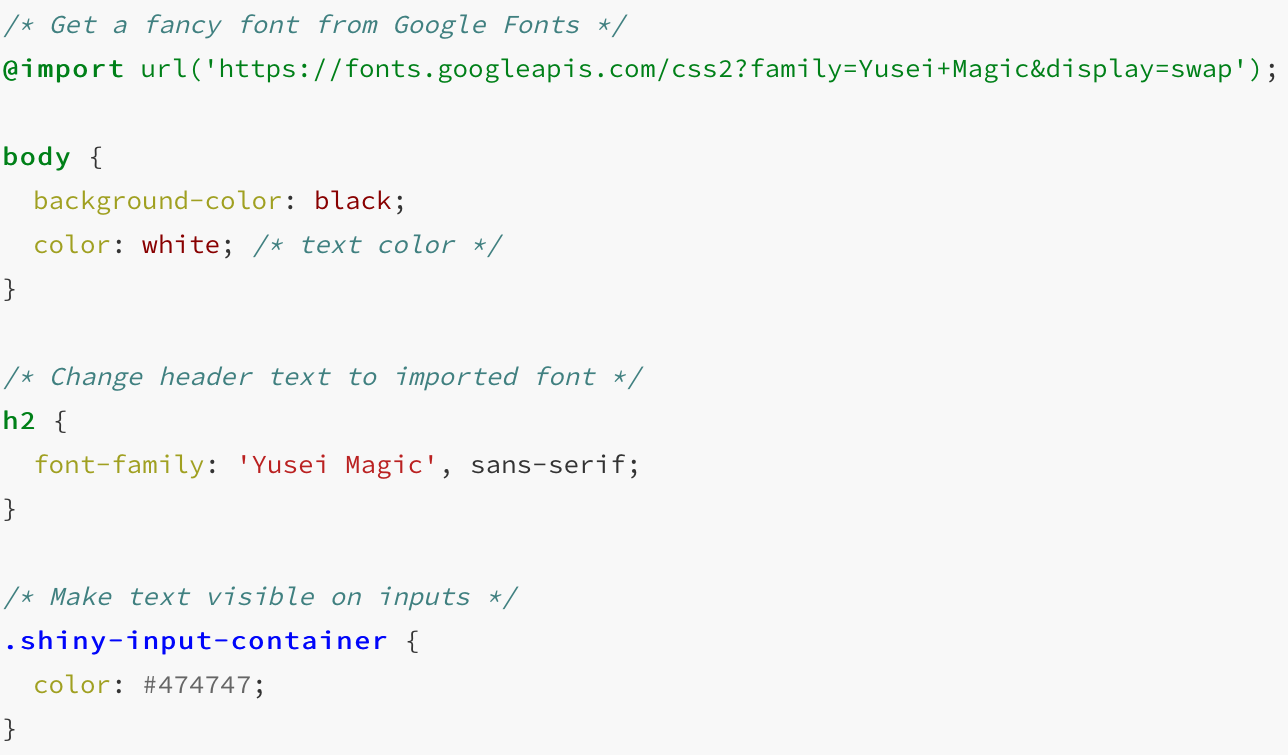 /* Get a fancy font from Google Fonts */
@import url('https://fonts.googleapis.com/css2?family=Yusei+Magic&display=swap');
body {
  background-color: black;
  color: white; /* text color */
}
/* Change header text to imported font */
h2 {
  font-family: 'Yusei Magic', sans-serif;
}
/* Make text visible on inputs */
.shiny-input-container {
  color: #474747;
}